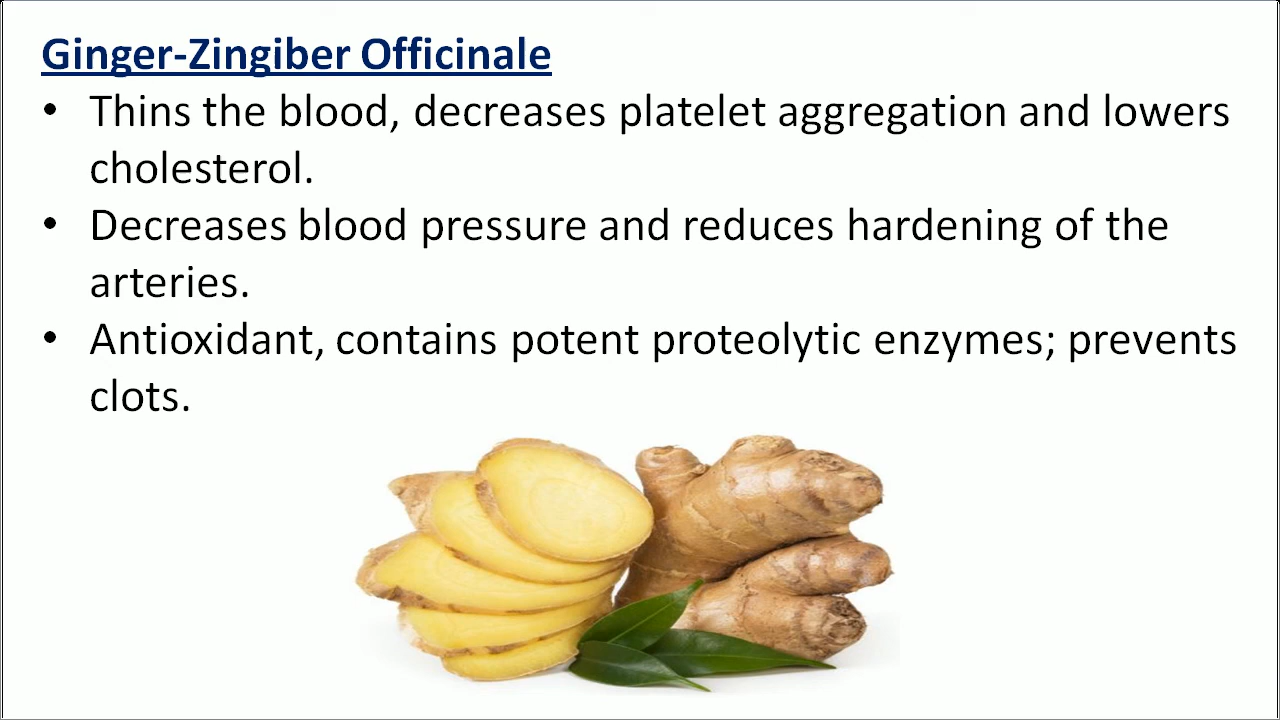 Ginger-Zingiber Officinale
• Thins the blood, decreases platelet aggregation and lowers
cholesterol.
• Decreases blood pressure and reduces hardening of the
arteries.
• Antioxidant, contains potent proteolytic enzymes; prevents
clots.